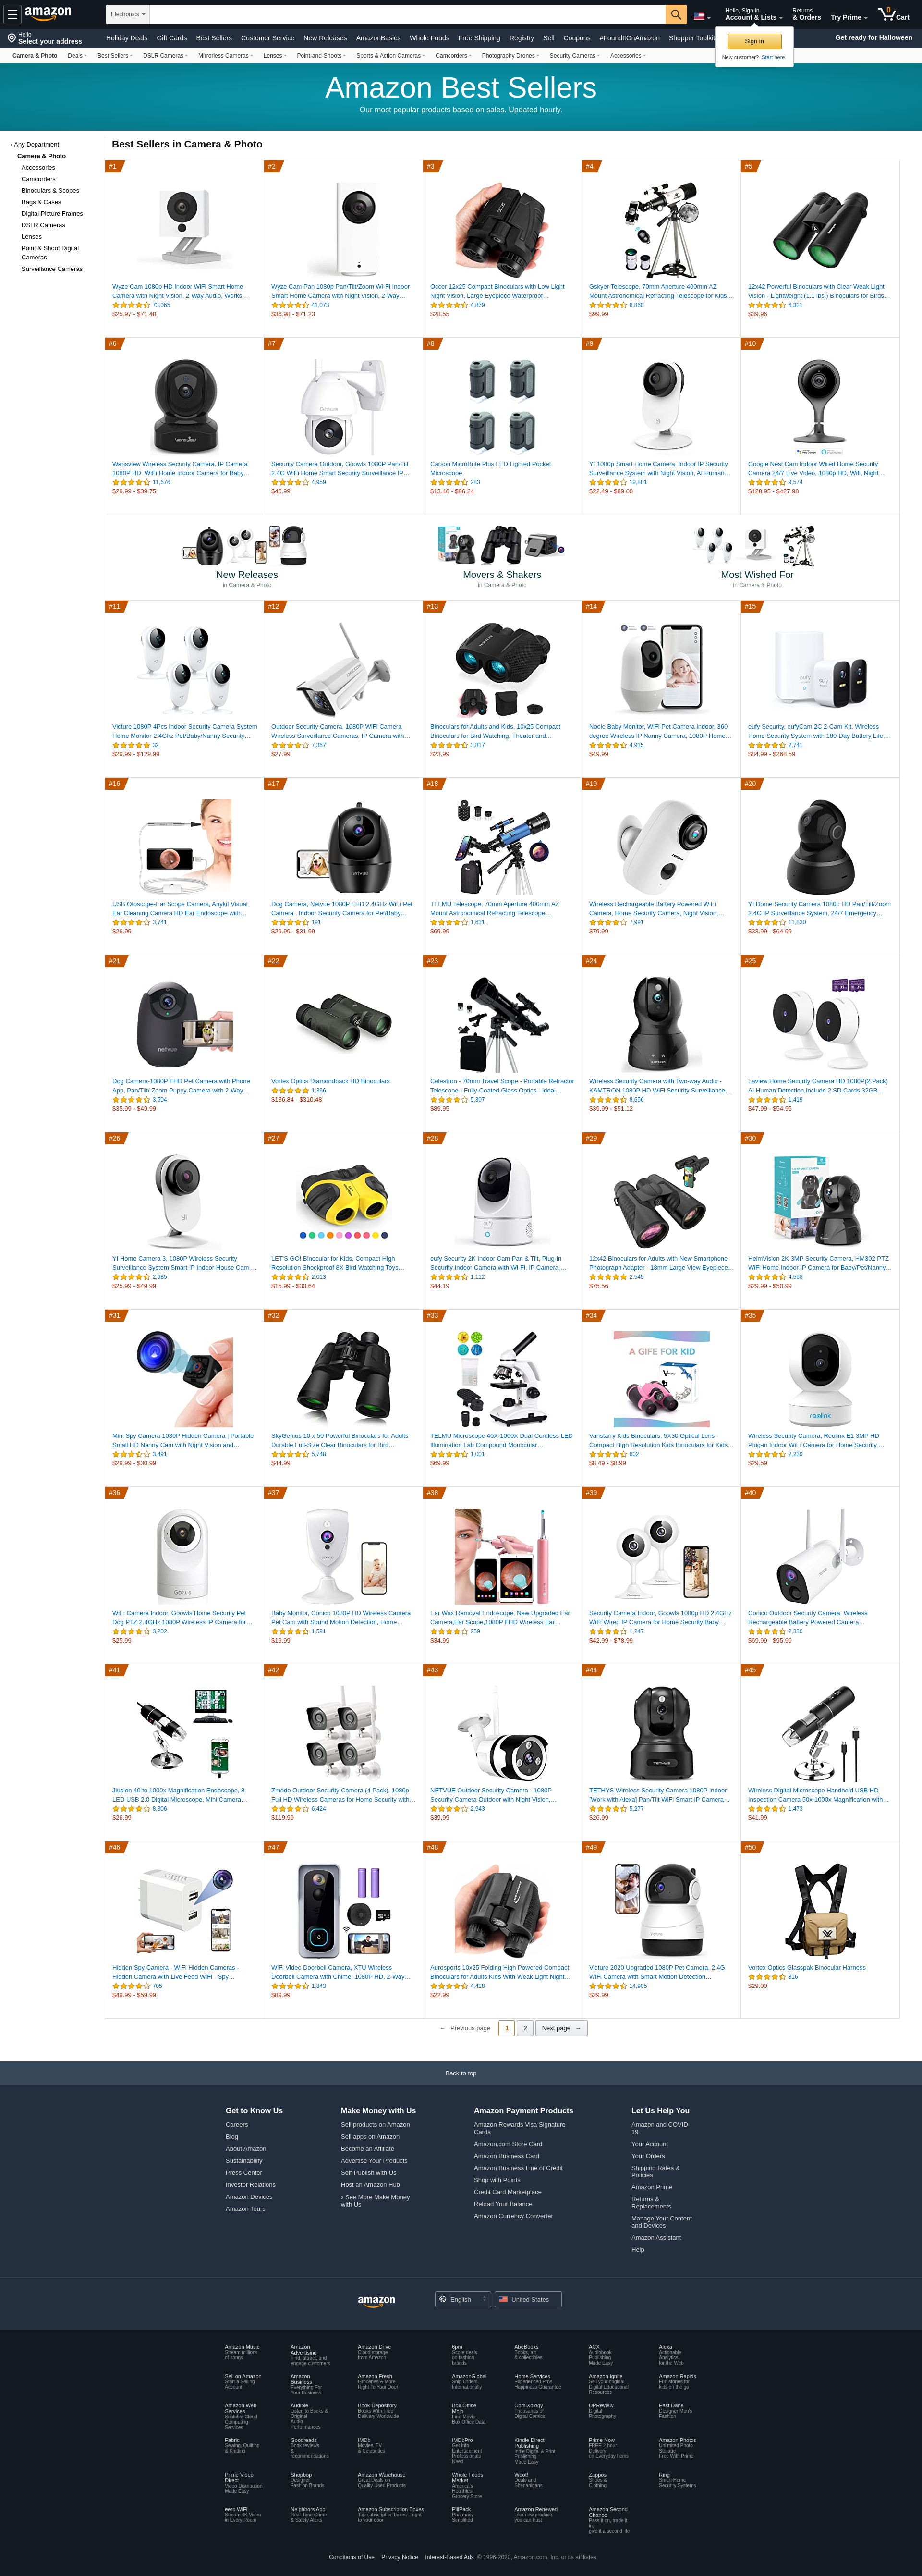 amazon
Electronics
Hello, Sign in
Account & Lists
Returns
& Orders
Try Prime
0
Cart
Hello
Select your address
Holiday Deals Gift Cards Best Sellers Customer Service New Releases AmazonBasics Whole Foods Free Shipping Registry Sell Coupons #FoundItOnAmazon Shopper Toolkit
Get ready for Halloween
Sign in
New customer? Start here.
Camera & Photo Deals Best Sellers DSLR Cameras Mirrorless Cameras Lenses Point-and-Shoots Sports & Action Cameras Camcorders Photography Drones Security Cameras Accessories
Amazon Best Sellers
Our most popular products based on sales. Updated hourly.
‹ Any Department
Camera & Photo
Accessories
Camcorders
Binoculars & Scopes
Bags & Cases
Digital Picture Frames
DSLR Cameras
Lenses
Point & Shoot Digital
Cameras
Surveillance Cameras
Best Sellers in Camera & Photo
#1
Wyze Cam 1080p HD Indoor WiFi Smart Home
Camera with Night Vision, 2-Way Audio, Works…
73,065
$25.97 - $71.48
#2
Wyze Cam Pan 1080p Pan/Tilt/Zoom Wi-Fi Indoor
Smart Home Camera with Night Vision, 2-Way…
41,073
$36.98 - $71.23
#3
Occer 12x25 Compact Binoculars with Low Light
Night Vision, Large Eyepiece Waterproof…
4,879
$28.55
#4
Gskyer Telescope, 70mm Aperture 400mm AZ
Mount Astronomical Refracting Telescope for Kids…
6,860
$99.99
#5
12x42 Powerful Binoculars with Clear Weak Light
Vision - Lightweight (1.1 lbs.) Binoculars for Birds…
6,321
$39.96
#6
Wansview Wireless Security Camera, IP Camera
1080P HD, WiFi Home Indoor Camera for Baby…
11,676
$29.99 - $39.75
#7
Security Camera Outdoor, Goowls 1080P Pan/Tilt
2.4G WiFi Home Smart Security Surveillance IP…
4,959
$46.99
#8
Carson MicroBrite Plus LED Lighted Pocket
Microscope
283
$13.46 - $86.24
#9
YI 1080p Smart Home Camera, Indoor IP Security
Surveillance System with Night Vision, AI Human…
19,881
$22.49 - $89.00
#10
Google Nest Cam Indoor Wired Home Security
Camera 24/7 Live Video, 1080p HD, Wifi, Night…
9,574
$128.95 - $427.98
New Releases
in Camera & Photo
Movers & Shakers
in Camera & Photo
Most Wished For
in Camera & Photo
#11
Victure 1080P 4Pcs Indoor Security Camera System
Home Monitor 2.4Ghz Pet/Baby/Nanny Security…
32
$29.99 - $129.99
#12
Outdoor Security Camera, 1080P WiFi Camera
Wireless Surveillance Cameras, IP Camera with…
7,367
$27.99
#13
Binoculars for Adults and Kids, 10x25 Compact
Binoculars for Bird Watching, Theater and…
3,817
$23.99
#14
Nooie Baby Monitor, WiFi Pet Camera Indoor, 360-
degree Wireless IP Nanny Camera, 1080P Home…
4,915
$49.99
#15
eufy Security, eufyCam 2C 2-Cam Kit, Wireless
Home Security System with 180-Day Battery Life,…
2,741
$84.99 - $268.59
#16
USB Otoscope-Ear Scope Camera, Anykit Visual
Ear Cleaning Camera HD Ear Endoscope with…
3,741
$26.99
#17
netvue
Dog Camera, Netvue 1080P FHD 2.4GHz WiFi Pet
Camera , Indoor Security Camera for Pet/Baby…
191
$29.99 - $31.99
#18
TELMU Telescope, 70mm Aperture 400mm AZ
Mount Astronomical Refracting Telescope…
1,631
$69.99
#19
Wireless Rechargeable Battery Powered WiFi
Camera, Home Security Camera, Night Vision,…
7,991
$79.99
#20
YI Dome Security Camera 1080p HD Pan/Tilt/Zoom
2.4G IP Surveillance System, 24/7 Emergency…
11,830
$33.99 - $64.99
#21
netvue
Dog Camera-1080P FHD Pet Camera with Phone
App, Pan/Tilt/ Zoom Puppy Camera with 2-Way…
3,504
$35.99 - $49.99
#22
Vortex Optics Diamondback HD Binoculars
1,366
$136.84 - $310.48
#23
Celestron - 70mm Travel Scope - Portable Refractor
Telescope - Fully-Coated Glass Optics - Ideal…
5,307
$89.95
#24
Wireless Security Camera with Two-way Audio -
KAMTRON 1080P HD WiFi Security Surveillance…
8,656
$39.99 - $51.12
#25
Laview Home Security Camera HD 1080P(2 Pack)
AI Human Detection,Include 2 SD Cards,32GB…
1,419
$47.99 - $54.95
#26
YI Home Camera 3, 1080P Wireless Security
Surveillance System Smart IP Indoor House Cam,…
2,985
$25.99 - $49.99
#27
LET'S GO! Binocular for Kids, Compact High
Resolution Shockproof 8X Bird Watching Toys…
2,013
$15.99 - $30.64
#28
eufy Security 2K Indoor Cam Pan & Tilt, Plug-in
Security Indoor Camera with Wi-Fi, IP Camera,…
1,112
$44.19
#29
12x42 Binoculars for Adults with New Smartphone
Photograph Adapter - 18mm Large View Eyepiece…
2,545
$75.56
#30
HeimVision 2K 3MP Security Camera, HM302 PTZ
WiFi Home Indoor IP Camera for Baby/Pet/Nanny…
4,568
$29.99 - $50.99
#31
Mini Spy Camera 1080P Hidden Camera | Portable
Small HD Nanny Cam with Night Vision and…
3,491
$29.99 - $30.99
#32
SkyGenius 10 x 50 Powerful Binoculars for Adults
Durable Full-Size Clear Binoculars for Bird…
5,748
$44.99
#33
TELMU Microscope 40X-1000X Dual Cordless LED
Illumination Lab Compound Monocular…
1,001
$69.99
#34
A GIFE FOR KID
Vanstarry Kids Binoculars, 5X30 Optical Lens -
Compact High Resolution Kids Binoculars for Kids…
602
$8.49 - $8.99
#35
reolink
Wireless Security Camera, Reolink E1 3MP HD
Plug-in Indoor WiFi Camera for Home Security,…
2,239
$29.59
#36
Goowls
WiFi Camera Indoor, Goowls Home Security Pet
Dog PTZ 2.4GHz 1080P Wireless IP Camera for…
3,202
$25.99
#37
Baby Monitor, Conico 1080P HD Wireless Camera
Pet Cam with Sound Motion Detection, Home…
1,591
$19.99
#38
Ear Wax Removal Endoscope, New Upgraded Ear
Camera,Ear Scope,1080P FHD Wireless Ear…
259
$34.99
#39
Security Camera Indoor, Goowls 1080p HD 2.4GHz
WiFi Wired IP Camera for Home Security Baby…
1,247
$42.99 - $78.99
#40
Conico Outdoor Security Camera, Wireless
Rechargeable Battery Powered Camera…
2,330
$69.99 - $95.99
#41
Jiusion 40 to 1000x Magnification Endoscope, 8
LED USB 2.0 Digital Microscope, Mini Camera…
8,306
$26.99
#42
Zmodo Outdoor Security Camera (4 Pack), 1080p
Full HD Wireless Cameras for Home Security with…
6,424
$119.99
#43
NETVUE Outdoor Security Camera - 1080P
Security Camera Outdoor with Night Vision,…
2,943
$39.99
#44
TETHYS
TETHYS Wireless Security Camera 1080P Indoor
[Work with Alexa] Pan/Tilt WiFi Smart IP Camera…
5,277
$26.99
#45
Wireless Digital Microscope Handheld USB HD
Inspection Camera 50x-1000x Magnification with…
1,473
$41.99
#46
Hidden Spy Camera - WiFi Hidden Cameras -
Hidden Camera with Live Feed WiFi - Spy…
705
$49.99 - $59.99
#47
WiFi Video Doorbell Camera, XTU Wireless
Doorbell Camera with Chime, 1080P HD, 2-Way…
1,843
$89.99
#48
Aurosports 10x25 Folding High Powered Compact
Binoculars for Adults Kids With Weak Light Night…
4,428
$22.99
#49
Victure 2020 Upgraded 1080P Pet Camera, 2.4G
WiFi Camera with Smart Motion Detection…
14,905
$29.99
#50
Vortex Optics Glasspak Binocular Harness
816
$29.00
← Previous page 1 2 Next page →
Back to top
Get to Know Us
Careers
Blog
About Amazon
Sustainability
Press Center
Investor Relations
Amazon Devices
Amazon Tours
Make Money with Us
Sell products on Amazon
Sell apps on Amazon
Become an Affiliate
Advertise Your Products
Self-Publish with Us
Host an Amazon Hub
› See More Make Money
with Us
Amazon Payment Products
Amazon Rewards Visa Signature
Cards
Amazon.com Store Card
Amazon Business Card
Amazon Business Line of Credit
Shop with Points
Credit Card Marketplace
Reload Your Balance
Amazon Currency Converter
Let Us Help You
Amazon and COVID-
19
Your Account
Your Orders
Shipping Rates &
Policies
Amazon Prime
Returns &
Replacements
Manage Your Content
and Devices
Amazon Assistant
Help
amazon
English
United States
Amazon Music
Stream millions
of songs
Amazon
Advertising
Find, attract, and
engage customers
Amazon Drive
Cloud storage
from Amazon
6pm
Score deals
on fashion
brands
AbeBooks
Books, art
& collectibles
ACX
Audiobook
Publishing
Made Easy
Alexa
Actionable
Analytics
for the Web
Sell on Amazon
Start a Selling
Account
Amazon
Business
Everything For
Your Business
Amazon Fresh
Groceries & More
Right To Your Door
AmazonGlobal
Ship Orders
Internationally
Home Services
Experienced Pros
Happiness Guarantee
Amazon Ignite
Sell your original
Digital Educational
Resources
Amazon Rapids
Fun stories for
kids on the go
Amazon Web
Services
Scalable Cloud
Computing
Services
Audible
Listen to Books &
Original
Audio
Performances
Book Depository
Books With Free
Delivery Worldwide
Box Office
Mojo
Find Movie
Box Office Data
ComiXology
Thousands of
Digital Comics
DPReview
Digital
Photography
East Dane
Designer Men's
Fashion
Fabric
Sewing, Quilting
& Knitting
Goodreads
Book reviews
&
recommendations
IMDb
Movies, TV
& Celebrities
IMDbPro
Get Info
Entertainment
Professionals
Need
Kindle Direct
Publishing
Indie Digital & Print
Publishing
Made Easy
Prime Now
FREE 2-hour
Delivery
on Everyday Items
Amazon Photos
Unlimited Photo
Storage
Free With Prime
Prime Video
Direct
Video Distribution
Made Easy
Shopbop
Designer
Fashion Brands
Amazon Warehouse
Great Deals on
Quality Used Products
Whole Foods
Market
America's
Healthiest
Grocery Store
Woot!
Deals and
Shenanigans
Zappos
Shoes &
Clothing
Ring
Smart Home
Security Systems
eero WiFi
Stream 4K Video
in Every Room
Neighbors App
Real-Time Crime
& Safety Alerts
Amazon Subscription Boxes
Top subscription boxes – right
to your door
PillPack
Pharmacy
Simplified
Amazon Renewed
Like-new products
you can trust
Amazon Second
Chance
Pass it on, trade it
in,
give it a second life
Conditions of Use Privacy Notice Interest-Based Ads © 1996-2020, Amazon.com, Inc. or its affiliates